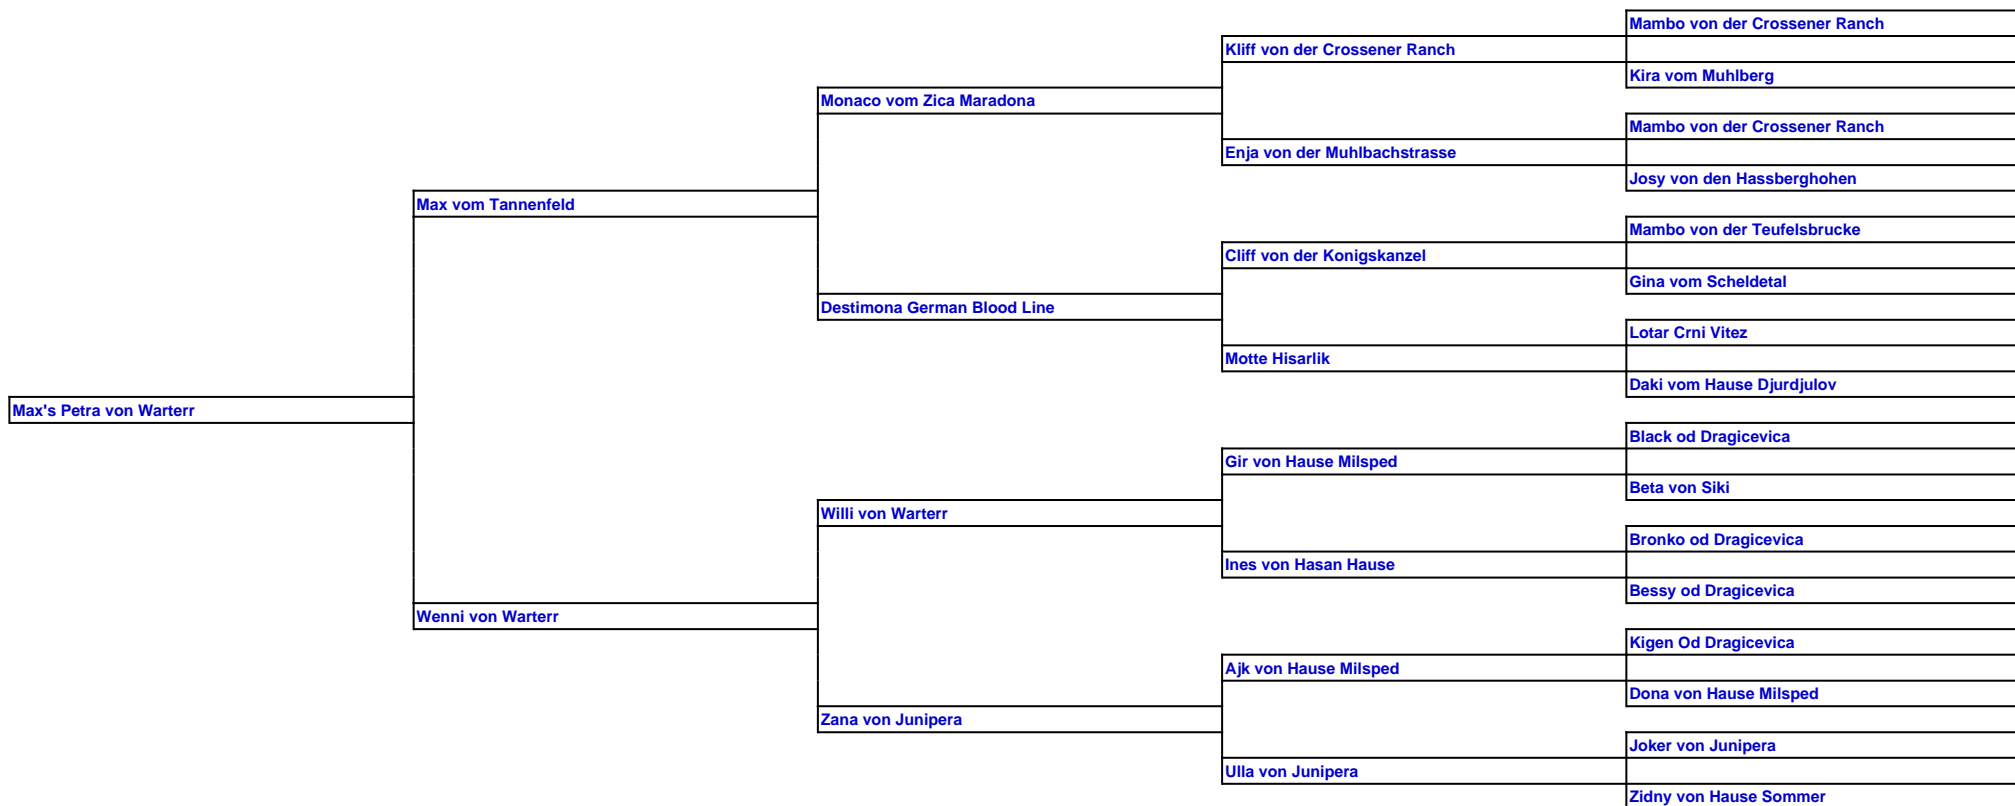 Mambo von der Crossener Ranch
Kliff von der Crossener Ranch
Kira vom Muhlberg
Monaco vom Zica Maradona
Mambo von der Crossener Ranch
Enja von der Muhlbachstrasse
Josy von den Hassberghohen
Max vom Tannenfeld
Mambo von der Teufelsbrucke
Cliff von der Konigskanzel
Gina vom Scheldetal
Destimona German Blood Line
Lotar Crni Vitez
Motte Hisarlik
Daki vom Hause Djurdjulov
Max's Petra von Warterr
Black od Dragicevica
Gir von Hause Milsped
Beta von Siki
Willi von Warterr
Bronko od Dragicevica
Ines von Hasan Hause
Bessy od Dragicevica
Wenni von Warterr
Kigen Od Dragicevica
Ajk von Hause Milsped
Dona von Hause Milsped
Zana von Junipera
Joker von Junipera
Ulla von Junipera
Zidny von Hause Sommer